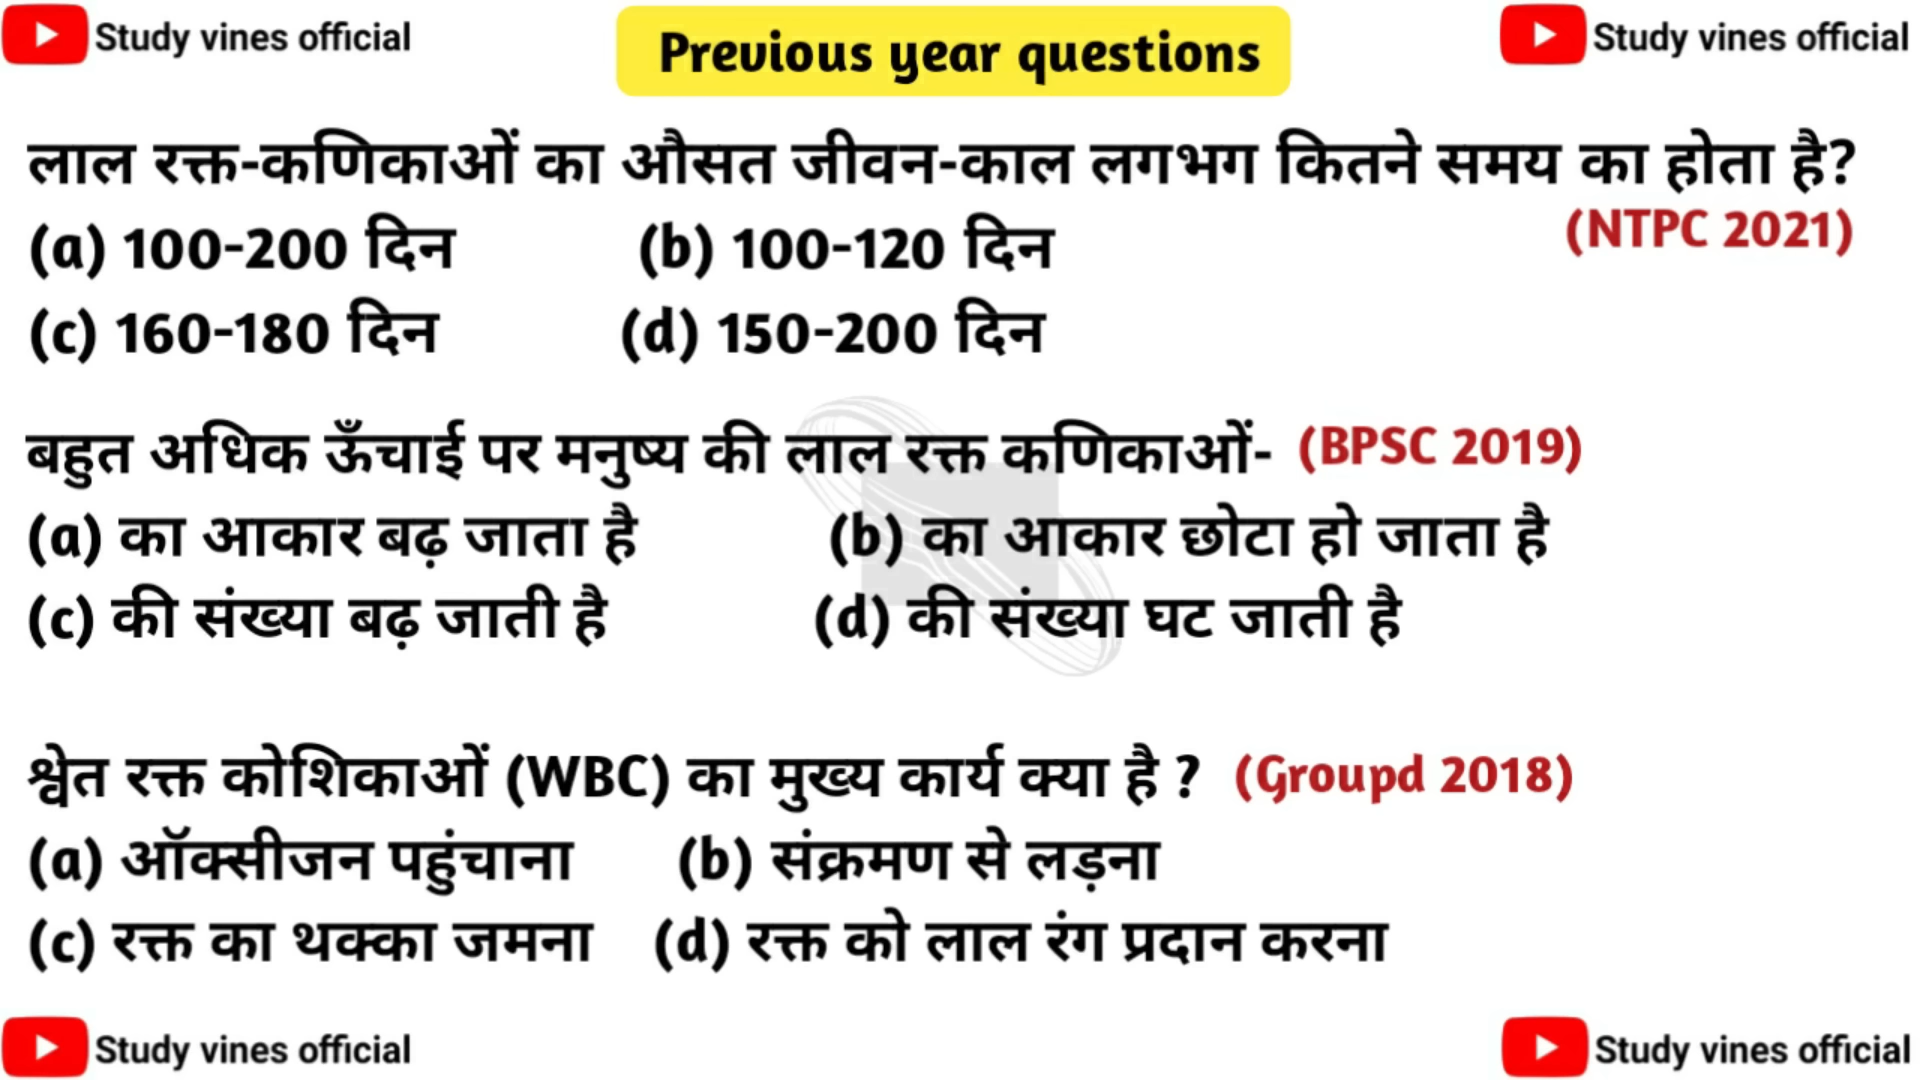 Study vines official
Previous year questions
Study vines official
लाल रक्त-कणिकाओं का औसत जीवन-काल लगभग कितने समय का होता है?
(NTPC 2021)
(a) 100-200 दिन (b) 100-120 दिन
(c) 160-180 दिन (d) 150-200 दिन
बहुत अधिक ऊँचाई पर मनुष्य की लाल रक्त कणिकाओं- (BPSC 2019)
(a) का आकार बढ़ जाता है (b) का आकार छोटा हो जाता है
(c) की संख्या बढ़ जाती है (d) की संख्या घट जाती है
श्वेत रक्त कोशिकाओं (WBC) का मुख्य कार्य क्या है ? (Groupd 2018)
(a) ऑक्सीजन पहुंचाना (b) संक्रमण से लड़ना
(c) रक्त का थक्का जमना (d) रक्त को लाल रंग प्रदान करना
Study vines official
Study vines official